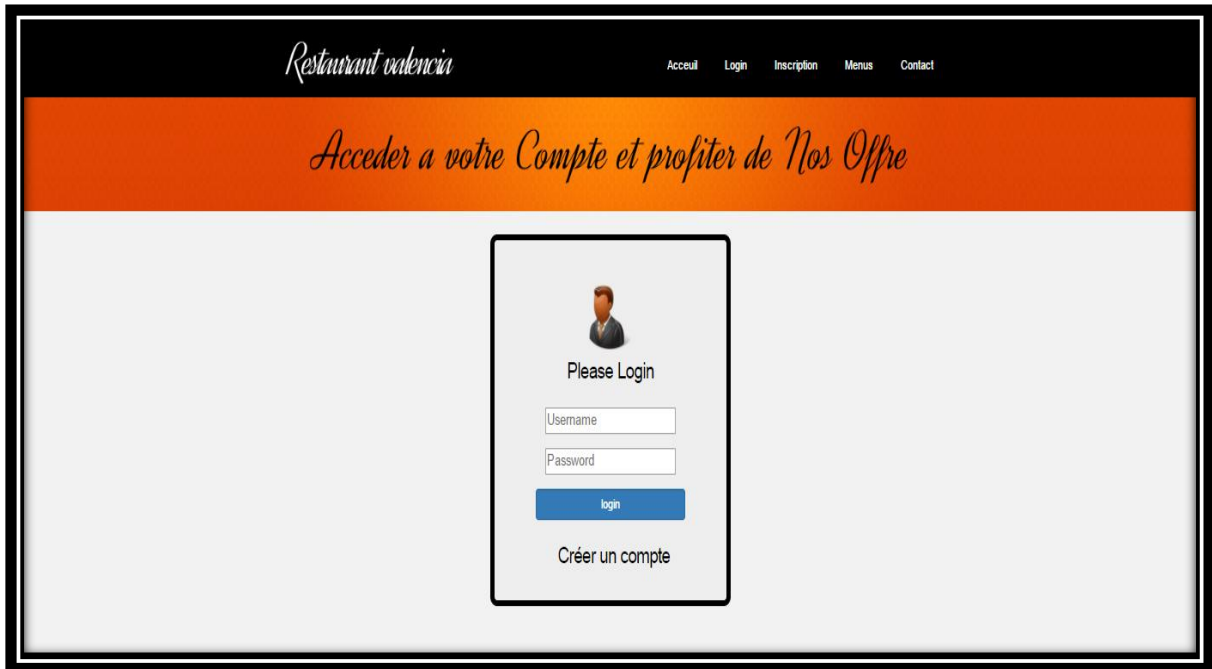 Restaurant valencia
Acceuil Login Inscription Menus Contact
Acceder a votre Compte et profiter de Nos Offre
Please Login
Username
Password
login
Créer un compte